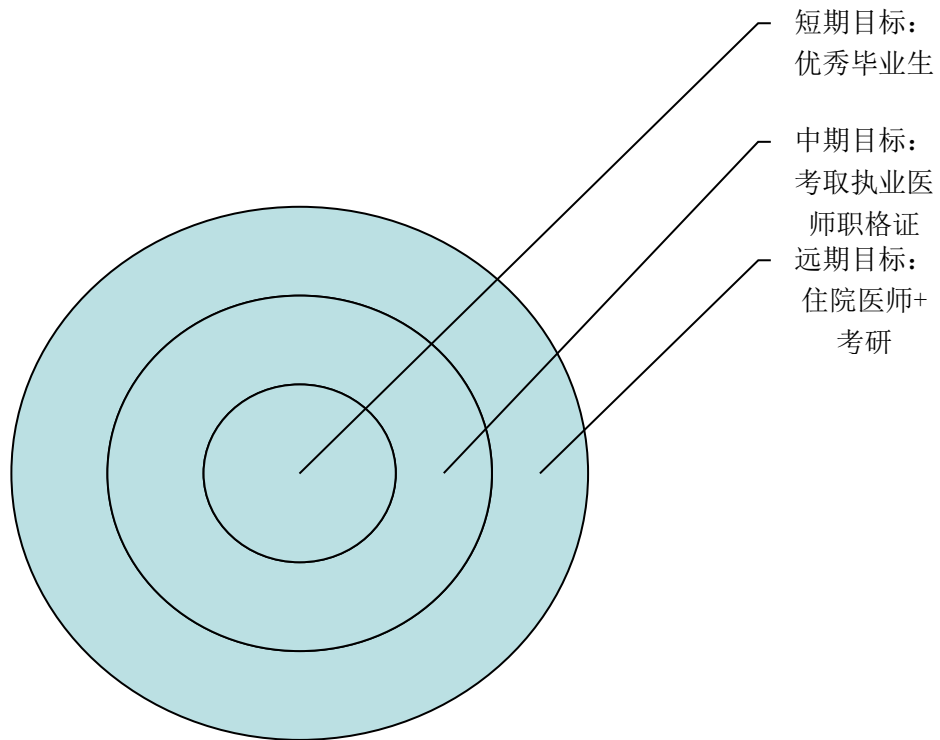 短期目标：
优秀毕业生
中期目标：
考取执业医
师职格证
远期目标：
住院医师+
考研